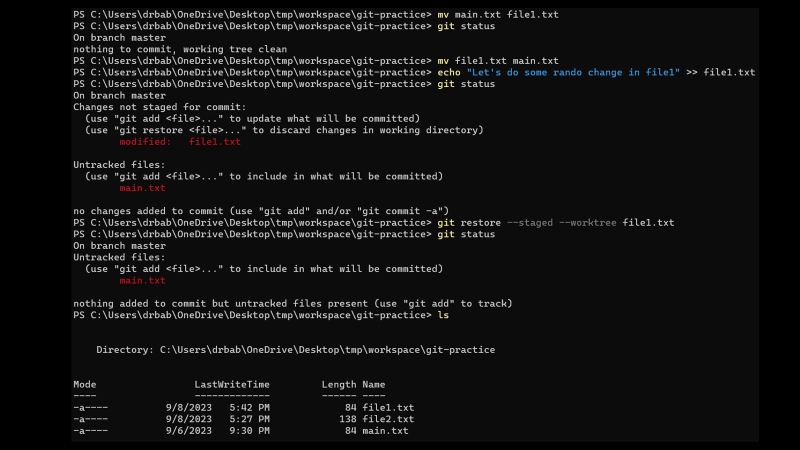 PS C:\Users\drbab\OneDrive\Desktop\tmp\workspace\git-practice> mv main.txt file1.txt
PS C:\Users\drbab\OneDrive\Desktop\tmp\workspace\git-practice> git status
On branch master
nothing to commit, working tree clean
PS C:\Users\drbab\OneDrive\Desktop\tmp\workspace\git-practice> mv file1.txt main.txt
PS C:\Users\drbab\OneDrive\Desktop\tmp\workspace\git-practice> echo "Let's do some rando change in file1" >> file1.txt
PS C:\Users\drbab\OneDrive\Desktop\tmp\workspace\git-practice> git status
On branch master
Changes not staged for commit:
  (use "git add <file>..." to update what will be committed)
  (use "git restore <file>..." to discard changes in working directory)
        modified:   file1.txt

Untracked files:
  (use "git add <file>..." to include in what will be committed)
        main.txt

no changes added to commit (use "git add" and/or "git commit -a")
PS C:\Users\drbab\OneDrive\Desktop\tmp\workspace\git-practice> git restore --staged --worktree file1.txt
PS C:\Users\drbab\OneDrive\Desktop\tmp\workspace\git-practice> git status
On branch master
Untracked files:
  (use "git add <file>..." to include in what will be committed)
        main.txt

nothing added to commit but untracked files present (use "git add" to track)
PS C:\Users\drbab\OneDrive\Desktop\tmp\workspace\git-practice> ls

    Directory: C:\Users\drbab\OneDrive\Desktop\tmp\workspace\git-practice

Mode                 LastWriteTime         Length Name
----                 -------------         ------ ----
-a----          9/8/2023   5:42 PM             84 file1.txt
-a----          9/8/2023   5:27 PM            138 file2.txt
-a----          9/6/2023   9:30 PM             84 main.txt